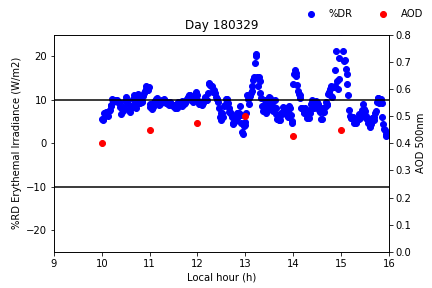 %DR AOD
Day 180329
%RD Erythemal Irradiance (W/m2)
20
10
0
−10
−20
0.8
0.7
0.6
0.5
0.4
0.3
0.2
0.1
0.0
AOD 500nm
9 10 11 12 13 14 15 16
Local hour (h)